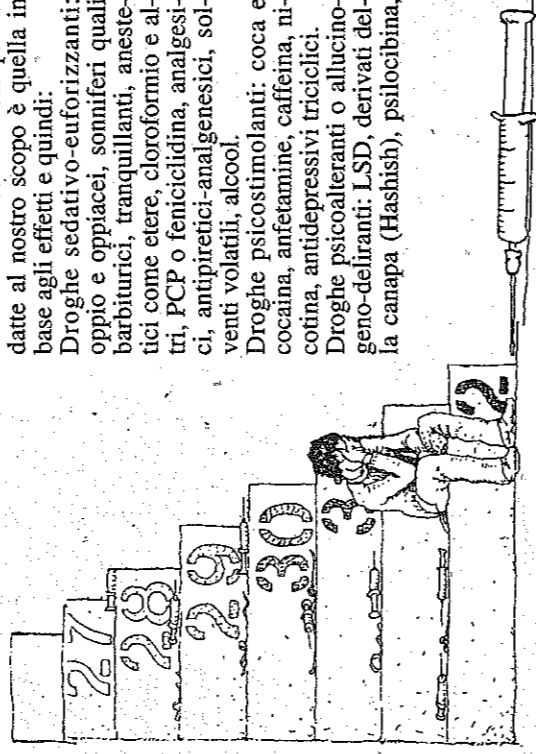 datte al nostro scopo è quella in
base agli effetti e quindi:
Droghe sedativo-euforizzanti:
oppio e oppiacei, sonniferi quali
barbiturici, tranquillanti, aneste-
tici come etere, cloroformio e al-
tri, PCP o feniciclidina, analgesi-
ci, antipiretici-analgenesici, sol-
venti volatili, alcool.
Droghe psicostimolanti: coca e
cocaina, anfetamine, caffeina, ni-
cotina, antidepressivi triciclici.
Droghe psicoalteranti o allucino-
geno-deliranti: LSD, derivati del-
la canapa (Hashish), psilocibina,
27
28
29
30
3
2